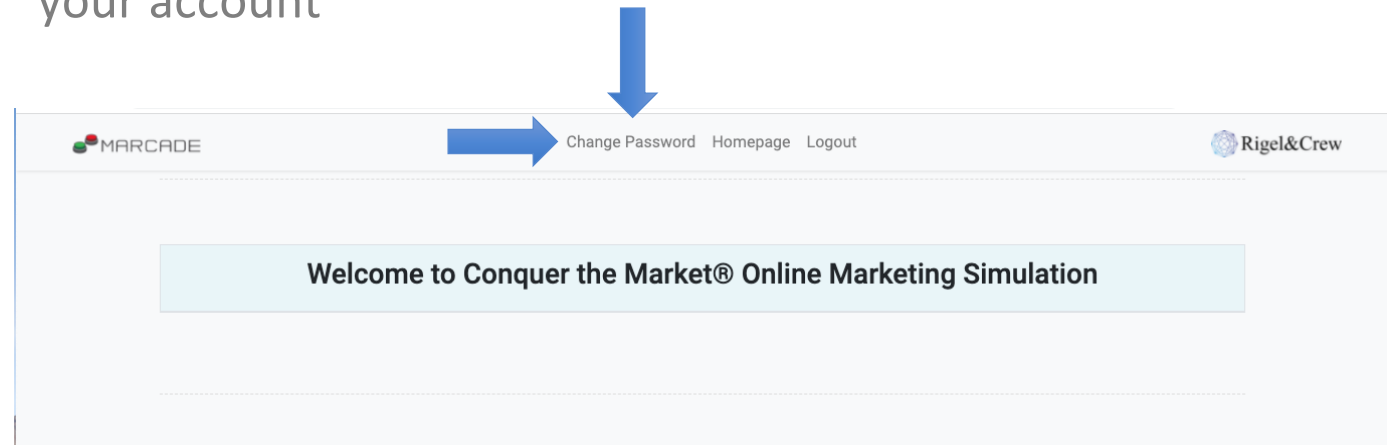 your account
MARCADE
Change Password Homepage Logout
Rigel&Crew
Welcome to Conquer the Market® Online Marketing Simulation